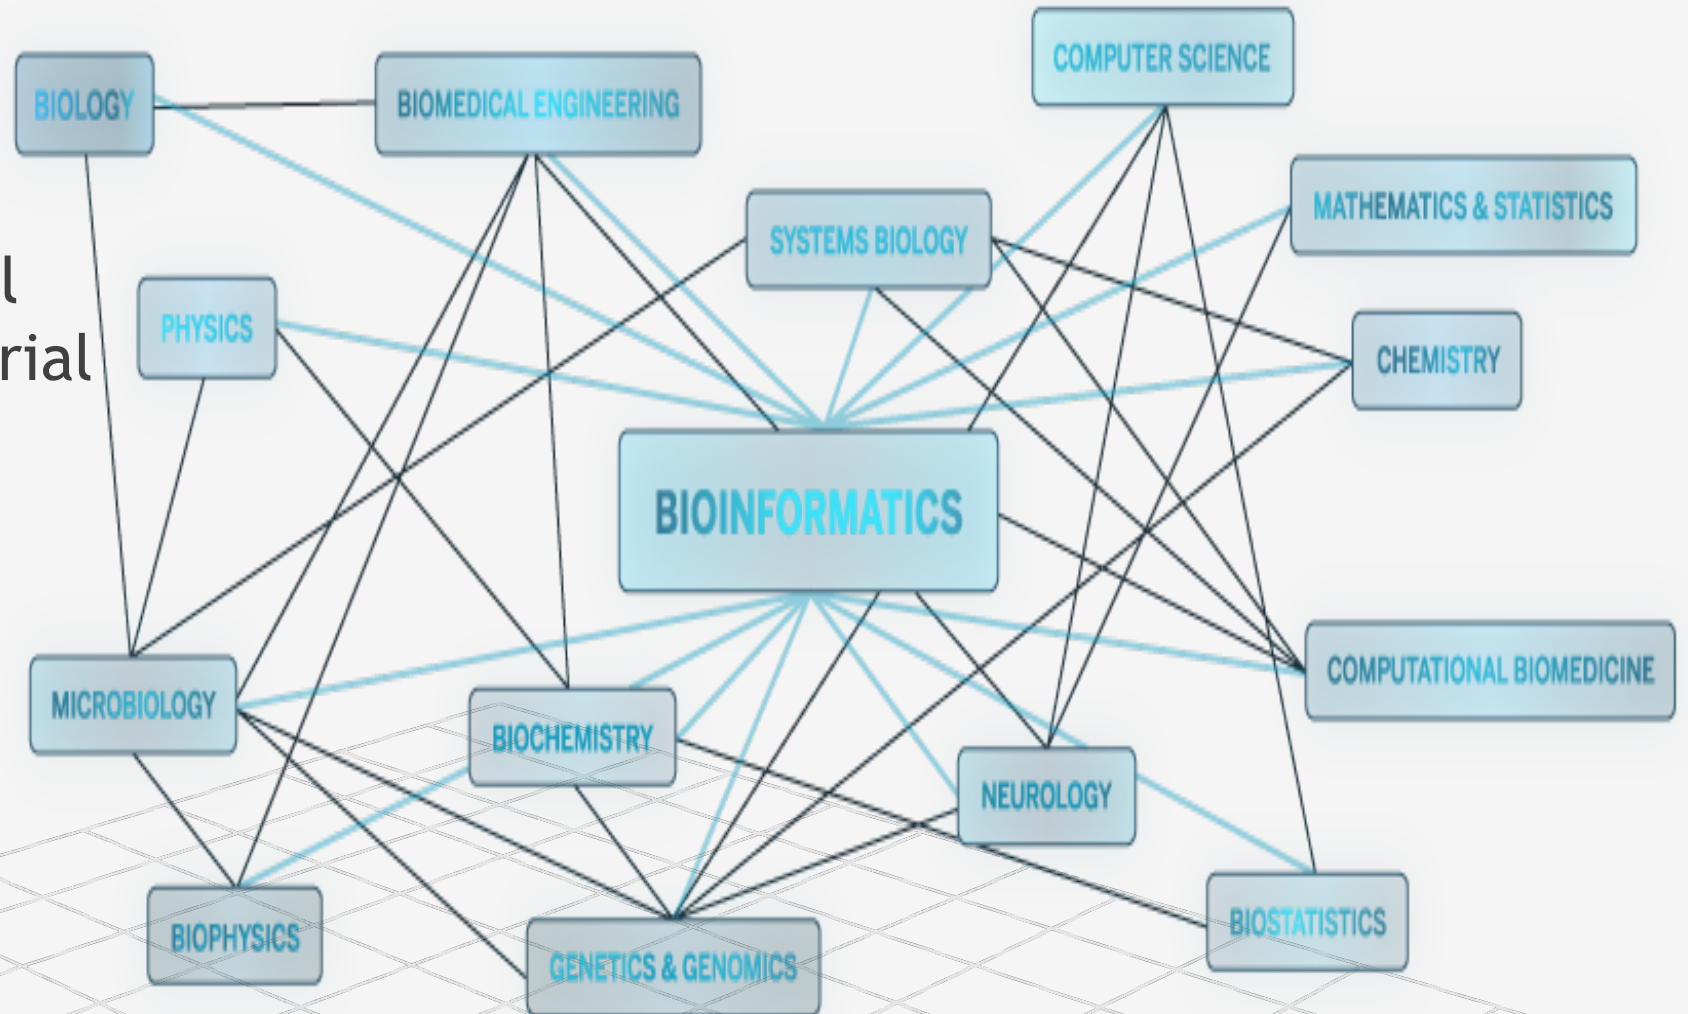 COMPUTER SCIENCE
BIOLOGY
BIOMEDICAL ENGINEERING
MATHEMATICS & STATISTICS
SYSTEMS BIOLOGY
l
PHYSICS
rial
CHEMISTRY
BIOINFORMATICS
COMPUTATIONAL BIOMEDICINE
MICROBIOLOGY
BIOCHEMISTRY
NEUROLOGY
BIOSTATISTICS
BIOPHYSICS
GENETICS & GENOMICS